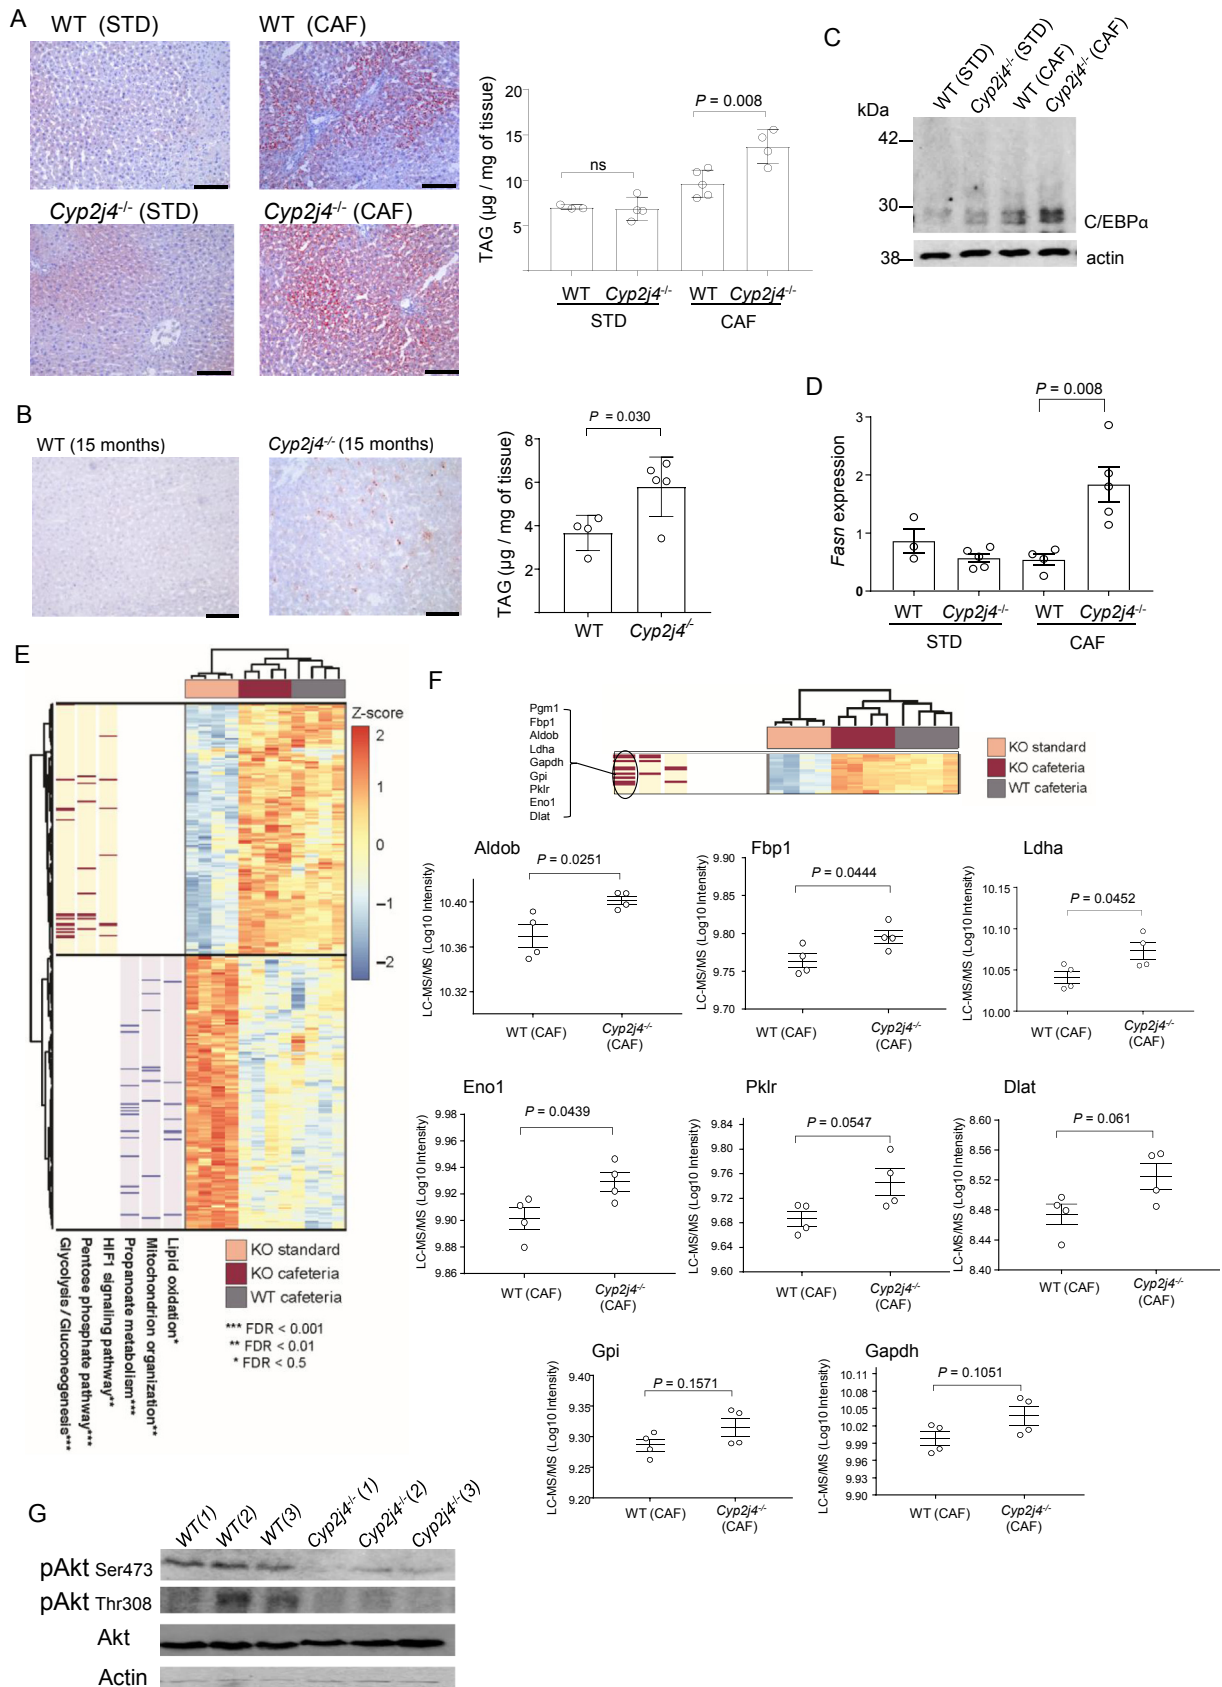 A
WT (STD)
WT (CAF)
Cyp2j4-/- (STD)
Cyp2j4-/- (CAF)
TAG (µg / mg of tissue)
20
15
10
5
ns
P = 0.008
WT Cyp2j4-/- WT Cyp2j4-/-
STD CAF
C
WT (STD)
Cyp2j4-/- (STD)
WT (CAF)
Cyp2j4-/- (CAF)
kDa
42
30
C/EBPα
38
actin
B
WT (15 months)
Cyp2j4-/- (15 months)
TAG (µg / mg of tissue)
8
6
4
2
P = 0.030
WT Cyp2j4/-
D
Fasn expression
3
2
1
0
P = 0.008
WT Cyp2j4-/- WT Cyp2j4-/-
STD CAF
E
Z-score
2
1
0
−1
−2
Glycolysis / Gluconeogenesis***
Pentose phosphate pathway***
HIF1 signaling pathway**
Propanoate metabolism***
Mitochondrion organization**
Lipid oxidation*
KO standard
KO cafeteria
WT cafeteria
*** FDR < 0.001
** FDR < 0.01
* FDR < 0.5
F
Pgm1
Fbp1
Aldob
Ldha
Gapdh
Gpi
Pklr
Eno1
Dlat
KO standard
KO cafeteria
WT cafeteria
Aldob
P = 0.0251
LC-MS/MS (Log10 Intensity)
10.40
10.36
10.32
WT (CAF)
Cyp2j4-/-
(CAF)
Fbp1
P = 0.0444
LC-MS/MS (Log10 Intensity)
9.90
9.85
9.80
9.75
9.70
WT (CAF)
Cyp2j4-/-
(CAF)
Ldha
P = 0.0452
LC-MS/MS (Log10 Intensity)
10.15
10.10
10.05
10.00
WT (CAF)
Cyp2j4-/-
(CAF)
Eno1
P = 0.0439
LC-MS/MS (Log10 Intensity)
9.98
9.96
9.94
9.92
9.90
9.88
9.86
WT (CAF)
Cyp2j4-/-
(CAF)
Pklr
P = 0.0547
LC-MS/MS (Log10 Intensity)
9.84
9.80
9.76
9.72
9.68
9.64
9.60
WT (CAF)
Cyp2j4-/-
(CAF)
Dlat
P = 0.061
LC-MS/MS (Log10 Intensity)
8.60
8.56
8.52
8.48
8.44
8.40
WT (CAF)
Cyp2j4-/-
(CAF)
Gpi
P = 0.1571
LC-MS/MS (Log10 Intensity)
9.40
9.30
9.30
9.20
WT (CAF)
Cyp2j4-/-
(CAF)
Gapdh
P = 0.1051
LC-MS/MS (Log10 Intensity)
10.11
10.08
10.05
10.02
9.99
9.96
9.93
9.90
WT (CAF)
Cyp2j4-/-
(CAF)
G
WT(1)
WT(2)
WT(3)
Cyp2j4-/- (1)
Cyp2j4-/- (2)
Cyp2j4-/- (3)
pAkt Ser473
pAkt Thr308
Akt
Actin